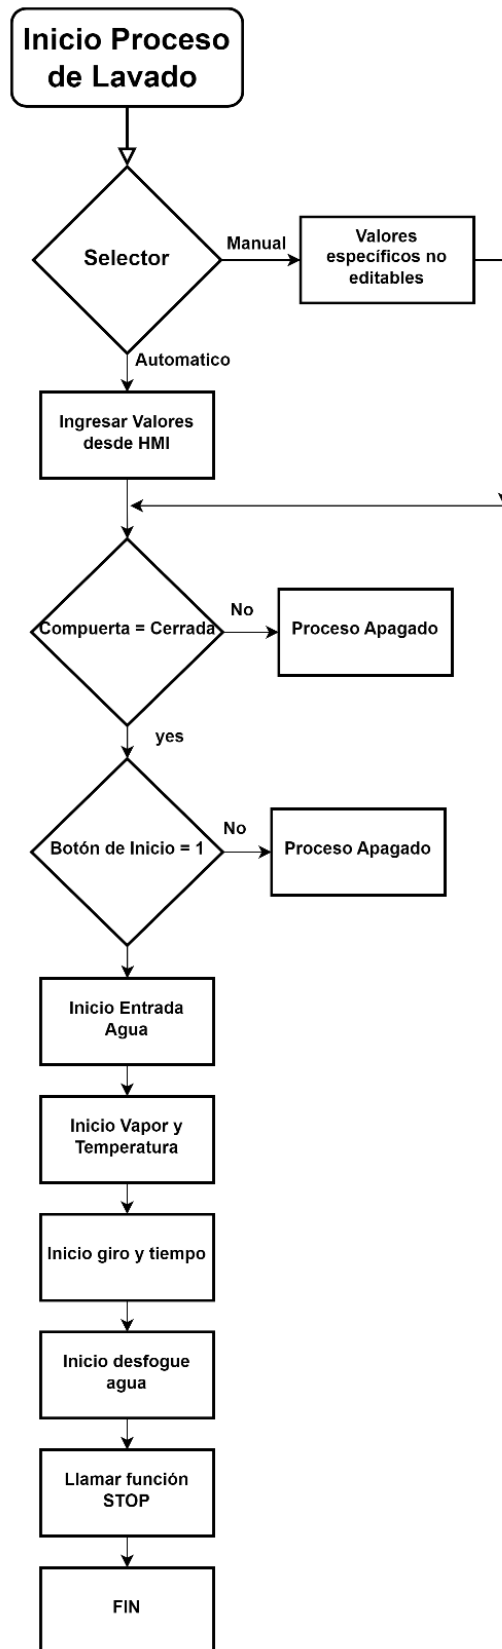 Inicio Proceso
de Lavado
Selector
Manual
Valores
específicos no
editables
Automatico
Ingresar Valores
desde HMI
Compuerta = Cerrada
No
Proceso Apagado
yes
Botón de Inicio = 1
No
Proceso Apagado
Inicio Entrada
Agua
Inicio Vapor y
Temperatura
Inicio giro y tiempo
Inicio desfogue
agua
Llamar función
STOP
FIN